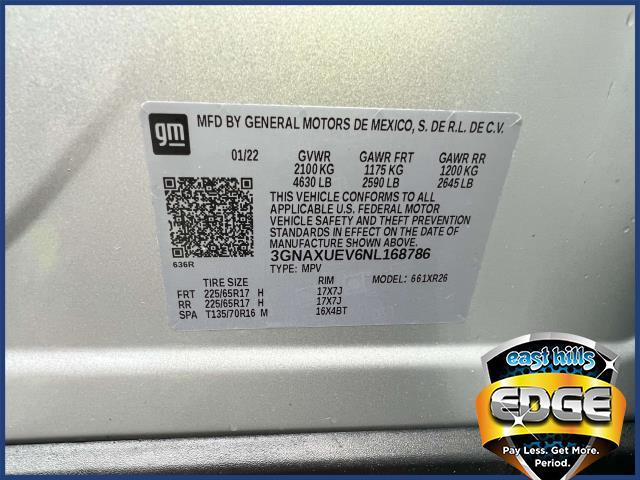 gm
MFD BY GENERAL MOTORS DE MEXICO, S. DE R.L. DE C.V.
01/22 GVWR GAWR FRT GAWR RR
2100 KG 1175 KG 1200 KG
4630 LB 2590 LB 2645 LB
THIS VEHICLE CONFORMS TO ALL
APPLICABLE U.S. FEDERAL MOTOR
VEHICLE SAFETY AND THEFT PREVENTION
STANDARDS IN EFFECT ON THE DATE OF
MANUFACTURE SHOWN ABOVE.
3GNAXUEV6NL168786
636R
TYPE: MPV MODEL: 661XR26
TIRE SIZE RIM
FRT 225/65R17 H 17X7J
RR 225/65R17 H 17X7J
SPA T135/70R16 M 16X4BT
east hills
EDGE
Pay Less. Get More.
Period.